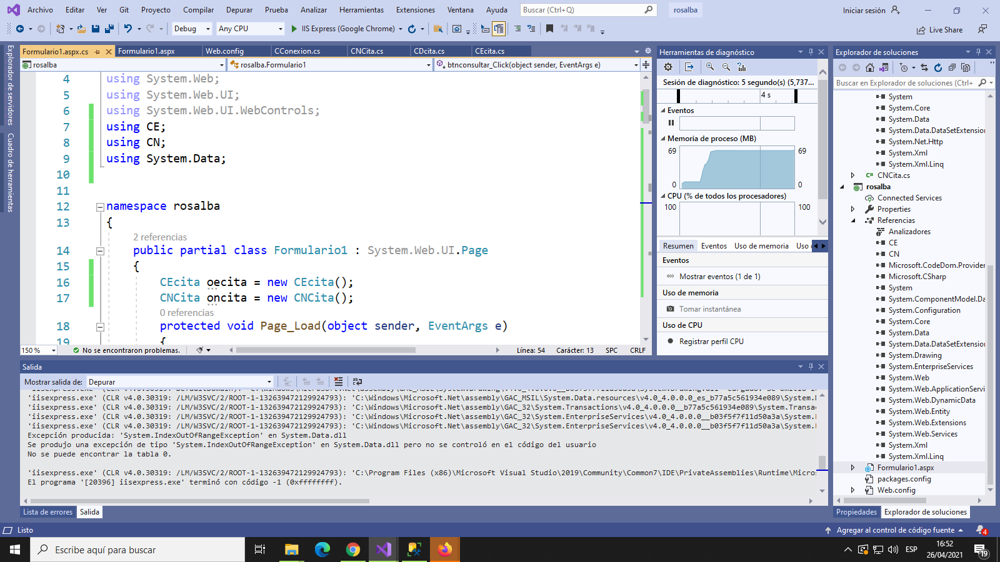 Archivo Editar Ver Git Proyecto Compilar Depurar Prueba Analizar Herramientas Extensiones Ventana Ayuda Buscar (Ctrl+Q) rosalba Iniciar sesión
Debug Any CPU IIS Express (Google Chrome) Live Share
Explorador de servidores
Cuadro de herramientas
Formulario1.aspx.cs Formulario1.aspx Web.config CConexion.cs CNCita.cs CDcita.cs CEcita.cs
rosalba rosalba.Formulario1 btnconsultar_Click(object sender, EventArgs e)
4 using System.Web;
5 using System.Web.UI;
6 using System.Web.UI.WebControls;
7 using CE;
8 using CN;
9 using System.Data;
10
11
12 namespace rosalba
13 {
2 referencias
14 public partial class Formulario1 : System.Web.UI.Page
15 {
16 CEcita oecita = new CEcita();
17 CNCita oncita = new CNCita();
0 referencias
18 protected void Page_Load(object sender, EventArgs e)
19 {
150 % No se encontraron problemas. Línea: 54 Carácter: 13 SPC CRLF
Herramientas de diagnóstico
Sesión de diagnóstico: 5 segundo(s) (5,737...
4 s
Eventos
Memoria de proceso (MB)
69 69
0 0
CPU (% de todos los procesadores)
100 100
Resumen Eventos Uso de memoria Uso
Eventos
Mostrar eventos (1 de 1)
Uso de memoria
Tomar instantánea
Uso de CPU
Registrar perfil CPU
Explorador de soluciones
Buscar en Explorador de soluciones (Ctrl+
System
System.Core
System.Data
System.Data.DataSetExtension
System.Net.Http
System.Xml
System.Xml.Linq
C# CNCita.cs
rosalba
Connected Services
Properties
Referencias
Analizadores
CE
CN
Microsoft.CodeDom.Provider
Microsoft.CSharp
System
System.ComponentModel.Da
System.Configuration
System.Core
System.Data
System.Data.DataSetExtension
System.Drawing
System.EnterpriseServices
System.Web
System.Web.ApplicationServi
System.Web.DynamicData
System.Web.Entity
System.Web.Extensions
System.Web.Services
System.Xml
System.Xml.Linq
Formulario1.aspx
packages.config
Web.config
Propiedades Explorador de soluciones
Salida
Mostrar salida de: Depurar
'iisexpress.exe' (CLR v4.0.30319: /LM/W3SVC/2/ROOT-1-132639472129924793): 'C:\Windows\Microsoft.Net\assembly\GAC_MSIL\System.Data.resources\v4.0_4.0.0.0_es_b77a5c561934e089\System.
'iisexpress.exe' (CLR v4.0.30319: /LM/W3SVC/2/ROOT-1-132639472129924793): 'C:\Windows\Microsoft.Net\assembly\GAC_32\System.Transactions\v4.0_4.0.0.0__b77a5c561934e089\System.Transac
'iisexpress.exe' (CLR v4.0.30319: /LM/W3SVC/2/ROOT-1-132639472129924793): 'C:\Windows\Microsoft.Net\assembly\GAC_32\System.EnterpriseServices\v4.0_4.0.0.0__b03f5f7f11d50a3a\System.
'iisexpress.exe' (CLR v4.0.30319: /LM/W3SVC/2/ROOT-1-132639472129924793): 'C:\Windows\Microsoft.Net\assembly\GAC_32\System.EnterpriseServices\v4.0_4.0.0.0__b03f5f7f11d50a3a\System.
Excepción producida: 'System.IndexOutOfRangeException' en System.Data.dll
Se produjo una excepción de tipo 'System.IndexOutOfRangeException' en System.Data.dll pero no se controló en el código del usuario
No se puede encontrar la tabla 0.
'iisexpress.exe' (CLR v4.0.30319: /LM/W3SVC/2/ROOT-1-132639472129924793): 'C:\Program Files (x86)\Microsoft Visual Studio\2019\Community\Common7\IDE\PrivateAssemblies\Runtime\Micros
El programa '[20396] iisexpress.exe' terminó con código -1 (0xffffffff).
Lista de errores Salida
Listo Agregar al control de código fuente 4
Escribe aquí para buscar ESP 16:52
26/04/2021 19